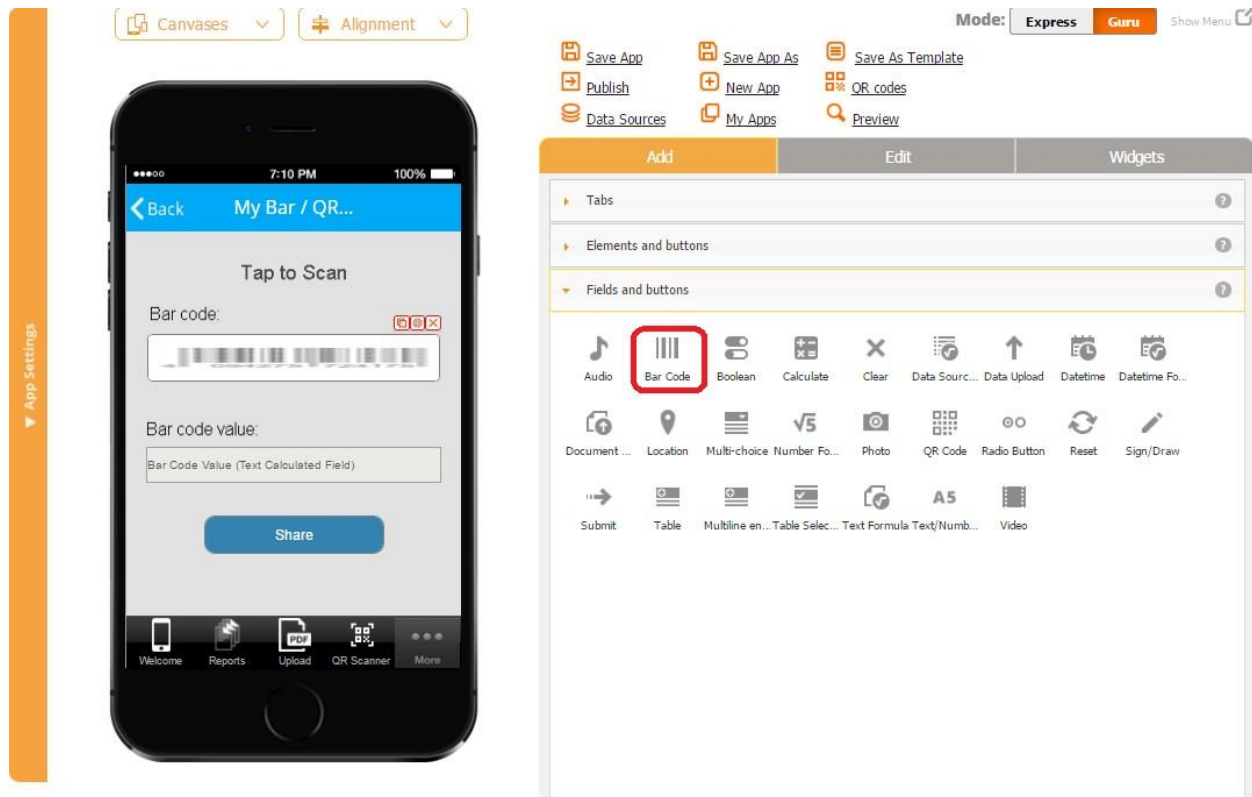 Canvases
Alignment
Mode: Express Guru Show Menu
Save App Save App As Save As Template
Publish New App QR codes
Data Sources My Apps Preview
Add Edit Widgets
App Settings
7:10 PM 100%
Back My Bar / QR...
Tap to Scan
Bar code:
Bar code value:
Bar Code Value (Text Calculated Field)
Share
Welcome Reports Upload QR Scanner More
PDF
Tabs ?
Elements and buttons ?
Fields and buttons ?
Audio Bar Code Boolean Calculate Clear Data Sourc... Data Upload Datetime Datetime Fo...
√5
Document ... Location Multi-choice Number Fo... Photo QR Code Radio Button Reset Sign/Draw
A5
Submit Table Multiline en... Table Selec... Text Formula Text/Numb... Video